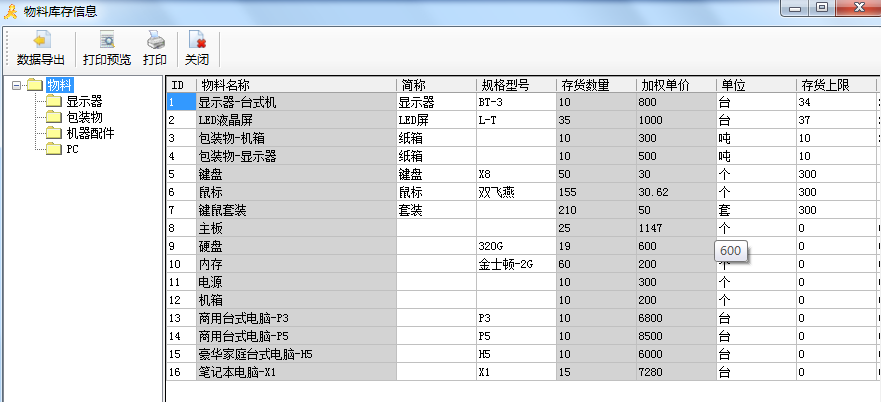 物料库存信息
数据导出 打印预览 打印 关闭
物料
显示器
包装物
机器配件
PC
ID 物料名称 简称 规格型号 存货数量 加权单价 单位 存货上限
1 显示器-台式机 显示器 BT-3 10 800 台 34
2 LED液晶屏 LED屏 L-T 35 1000 台 37
3 包装物-机箱 纸箱 10 300 吨 10
4 包装物-显示器 纸箱 10 500 吨 10
5 键盘 键盘 X8 50 30 个 300
6 鼠标 鼠标 双飞燕 155 30.62 个 300
7 键鼠套装 套装 210 50 套 300
8 主板 25 1147 个 0
9 硬盘 320G 19 600 0
600
10 内存 金士顿-2G 60 200 个 0
11 电源 10 300 个 0
12 机箱 10 200 个 0
13 商用台式电脑-P3 P3 10 6800 台 0
14 商用台式电脑-P5 P5 10 8500 台 0
15 豪华家庭台式电脑-H5 H5 10 6000 台 0
16 笔记本电脑-X1 X1 15 7280 台 0